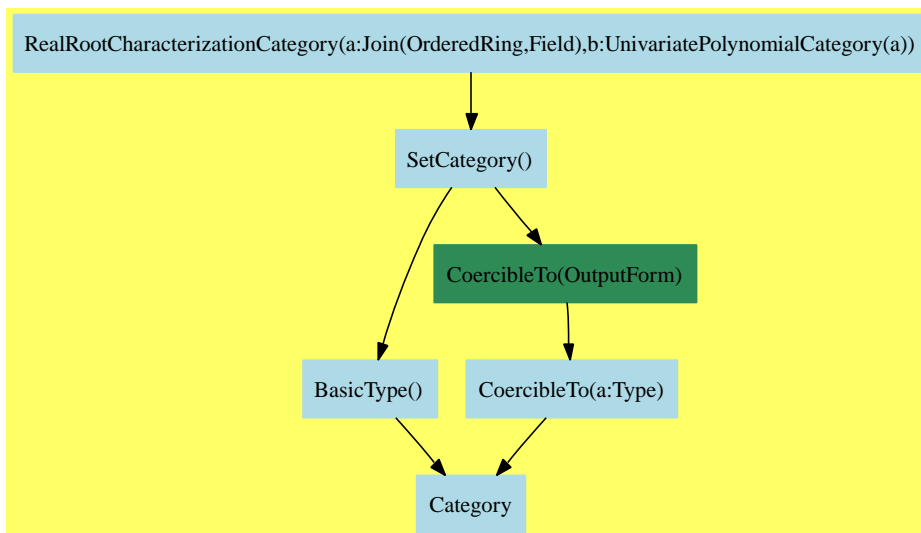 RealRootCharacterizationCategory(a:Join(OrderedRing,Field),b:UnivariatePolynomialCategory(a))
SetCategory()
CoercibleTo(OutputForm)
BasicType()
CoercibleTo(a:Type)
Category